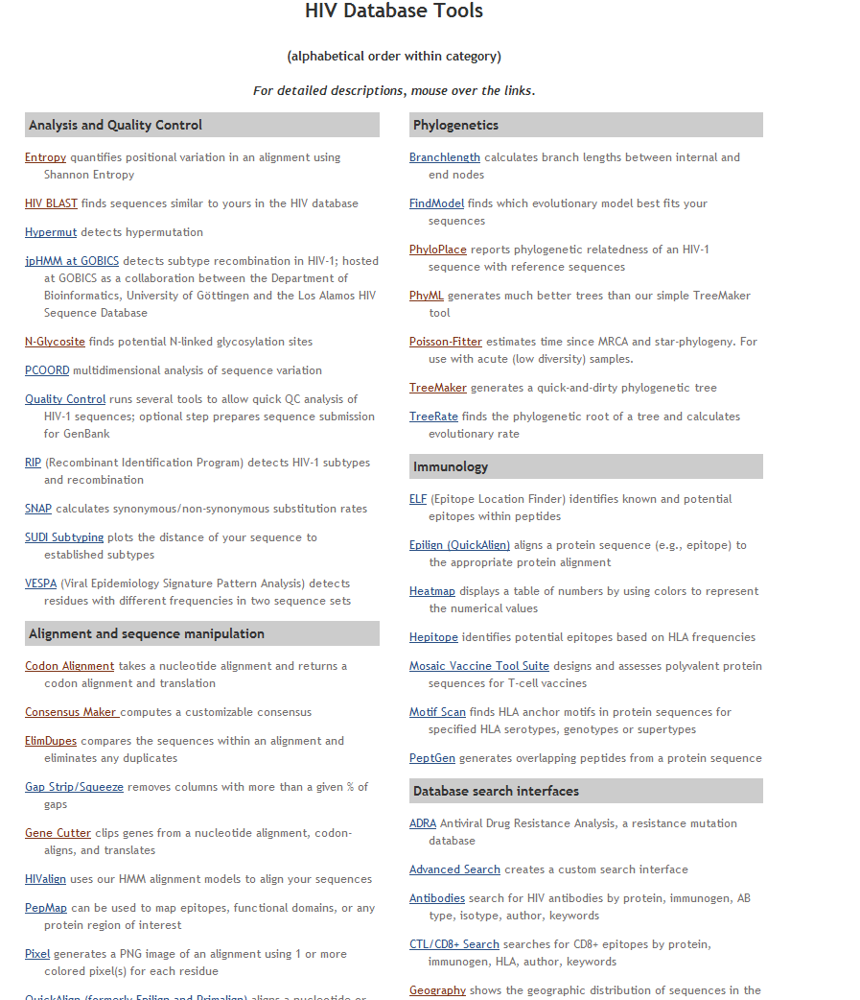 HIV Database Tools
(alphabetical order within category)
For detailed descriptions, mouse over the links.
Analysis and Quality Control
Entropy quantifies positional variation in an alignment using
Shannon Entropy
HIV BLAST finds sequences similar to yours in the HIV database
Hypermut detects hypermutation
jpHMM at GOBICS detects subtype recombination in HIV-1; hosted
at GOBICS as a collaboration between the Department of
Bioinformatics, University of Göttingen and the Los Alamos HIV
Sequence Database
N-Glycosite finds potential N-linked glycosylation sites
PCOORD multidimensional analysis of sequence variation
Quality Control runs several tools to allow quick QC analysis of
HIV-1 sequences; optional step prepares sequence submission
for GenBank
RIP (Recombinant Identification Program) detects HIV-1 subtypes
and recombination
SNAP calculates synonymous/non-synonymous substitution rates
SUDI Subtyping plots the distance of your sequence to
established subtypes
VESPA (Viral Epidemiology Signature Pattern Analysis) detects
residues with different frequencies in two sequence sets
Alignment and sequence manipulation
Codon Alignment takes a nucleotide alignment and returns a
codon alignment and translation
Consensus Maker computes a customizable consensus
ElimDupes compares the sequences within an alignment and
eliminates any duplicates
Gap Strip/Squeeze removes columns with more than a given % of
gaps
Gene Cutter clips genes from a nucleotide alignment, codon-
aligns, and translates
HIValign uses our HMM alignment models to align your sequences
PepMap can be used to map epitopes, functional domains, or any
protein region of interest
Pixel generates a PNG image of an alignment using 1 or more
colored pixel(s) for each residue
QuickAlign (formerly Epilign and Primalign) aligns a nucleotide or
Phylogenetics
Branchlength calculates branch lengths between internal and
end nodes
FindModel finds which evolutionary model best fits your
sequences
PhyloPlace reports phylogenetic relatedness of an HIV-1
sequence with reference sequences
PhyML generates much better trees than our simple TreeMaker
tool
Poisson-Fitter estimates time since MRCA and star-phylogeny. For
use with acute (low diversity) samples.
TreeMaker generates a quick-and-dirty phylogenetic tree
TreeRate finds the phylogenetic root of a tree and calculates
evolutionary rate
Immunology
ELF (Epitope Location Finder) identifies known and potential
epitopes within peptides
Epilign (QuickAlign) aligns a protein sequence (e.g., epitope) to
the appropriate protein alignment
Heatmap displays a table of numbers by using colors to represent
the numerical values
Hepitope identifies potential epitopes based on HLA frequencies
Mosaic Vaccine Tool Suite designs and assesses polyvalent protein
sequences for T-cell vaccines
Motif Scan finds HLA anchor motifs in protein sequences for
specified HLA serotypes, genotypes or supertypes
PeptGen generates overlapping peptides from a protein sequence
Database search interfaces
ADRA Antiviral Drug Resistance Analysis, a resistance mutation
database
Advanced Search creates a custom search interface
Antibodies search for HIV antibodies by protein, immunogen, AB
type, isotype, author, keywords
CTL/CD8+ Search searches for CD8+ epitopes by protein,
immunogen, HLA, author, keywords
Geography shows the geographic distribution of sequences in the